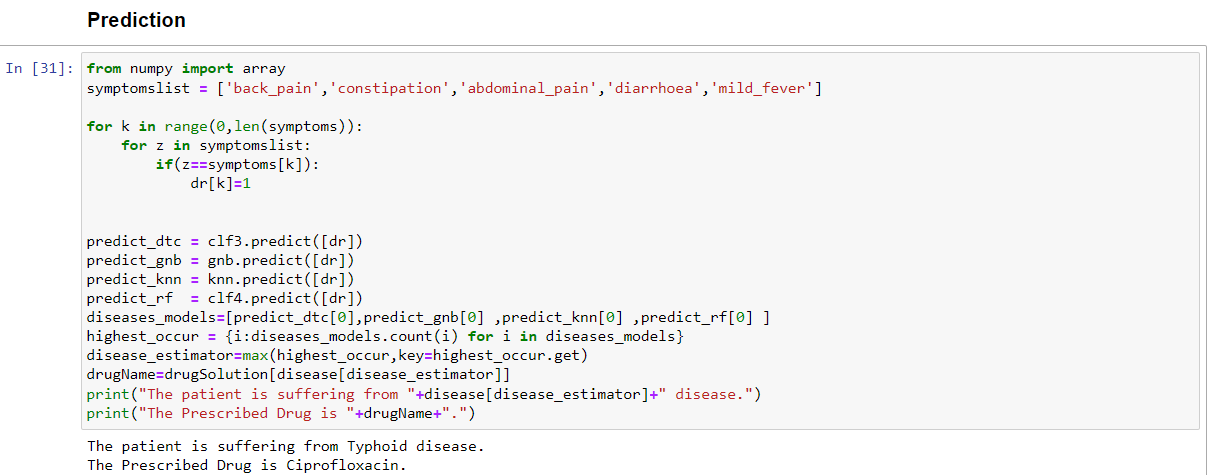 Prediction
In [31]:
from numpy import array
symptomslist = ['back_pain','constipation','abdominal_pain','diarrhoea','mild_fever']
for k in range(0,len(symptoms)):
    for z in symptomslist:
        if(z==symptoms[k]):
            dr[k]=1
predict_dtc = clf3.predict([dr])
predict_gnb = gnb.predict([dr])
predict_knn = knn.predict([dr])
predict_rf  = clf4.predict([dr])
diseases_models=[predict_dtc[0],predict_gnb[0] ,predict_knn[0] ,predict_rf[0] ]
highest_occur = {i:diseases_models.count(i) for i in diseases_models}
disease_estimator=max(highest_occur,key=highest_occur.get)
drugName=drugSolution[disease[disease_estimator]]
print("The patient is suffering from "+disease[disease_estimator]+" disease.")
print("The Prescribed Drug is "+drugName+".")
The patient is suffering from Typhoid disease.
The Prescribed Drug is Ciprofloxacin.